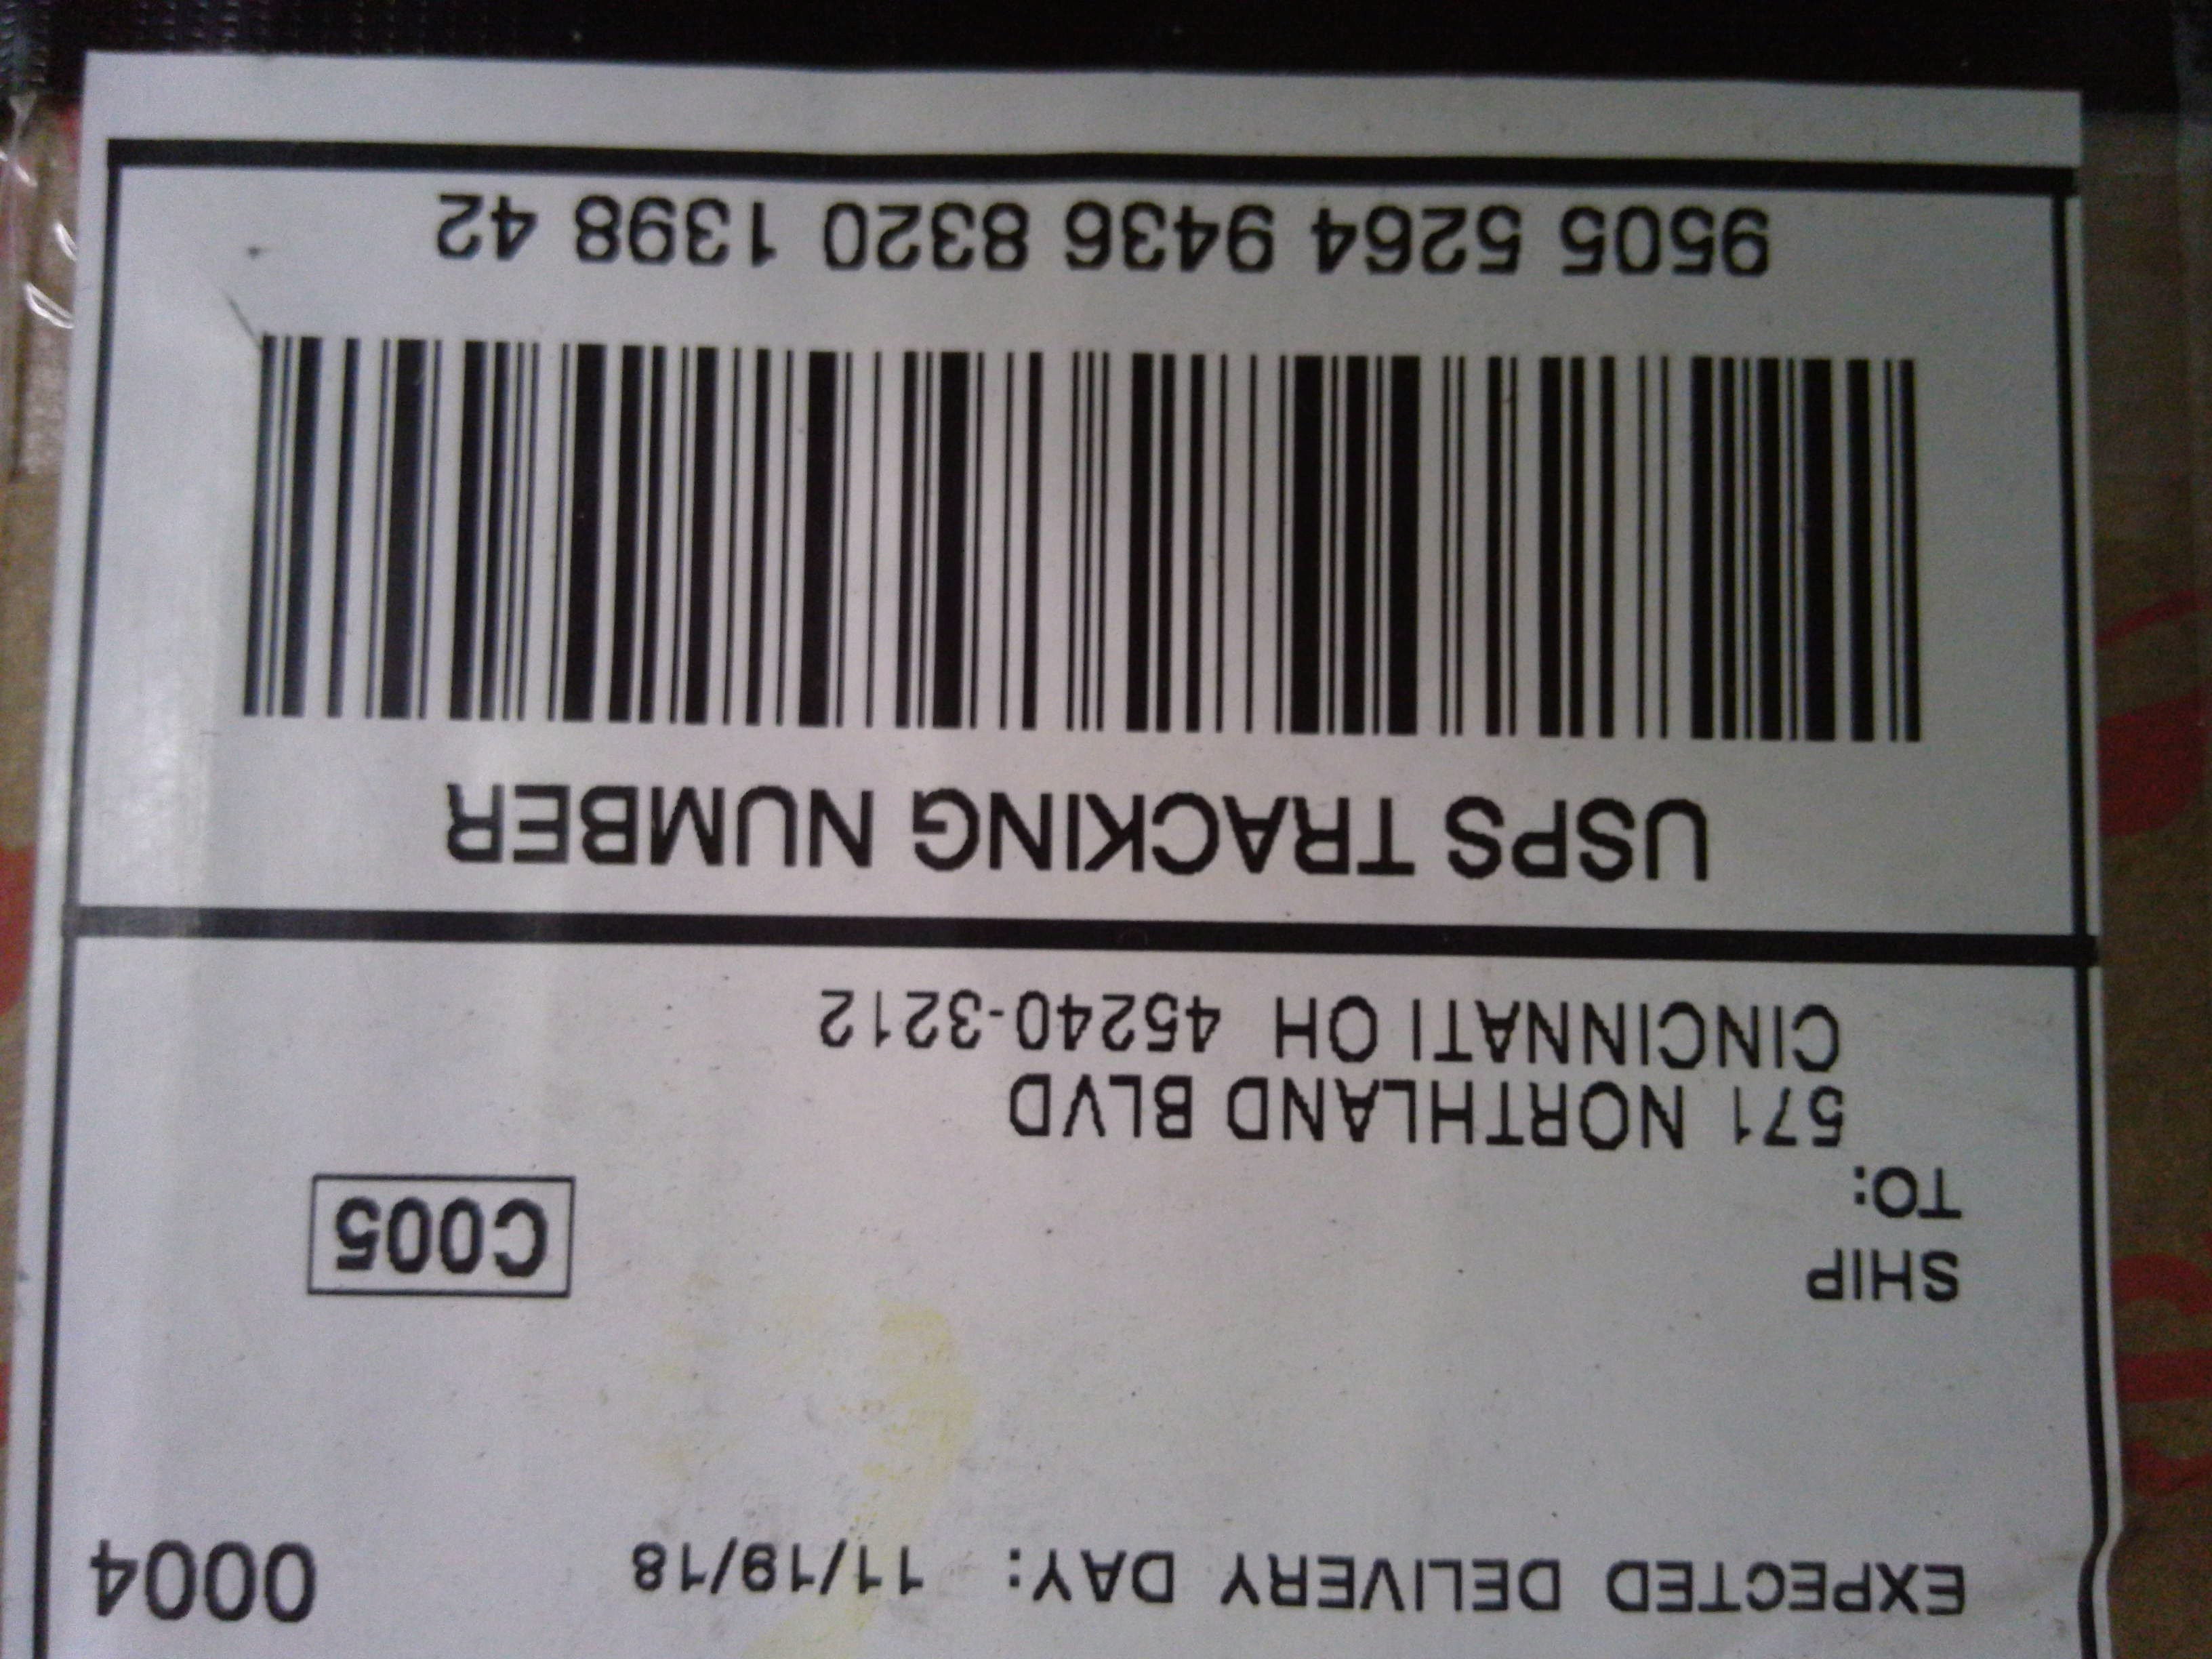 EXPECTED DELIVERY DAY: 11/19/18
0004
SHIP
TO:
C005
571 NORTHLAND BLVD
CINCINNATI OH 45240-3212
USPS TRACKING NUMBER
9505 5264 9436 8320 1398 42